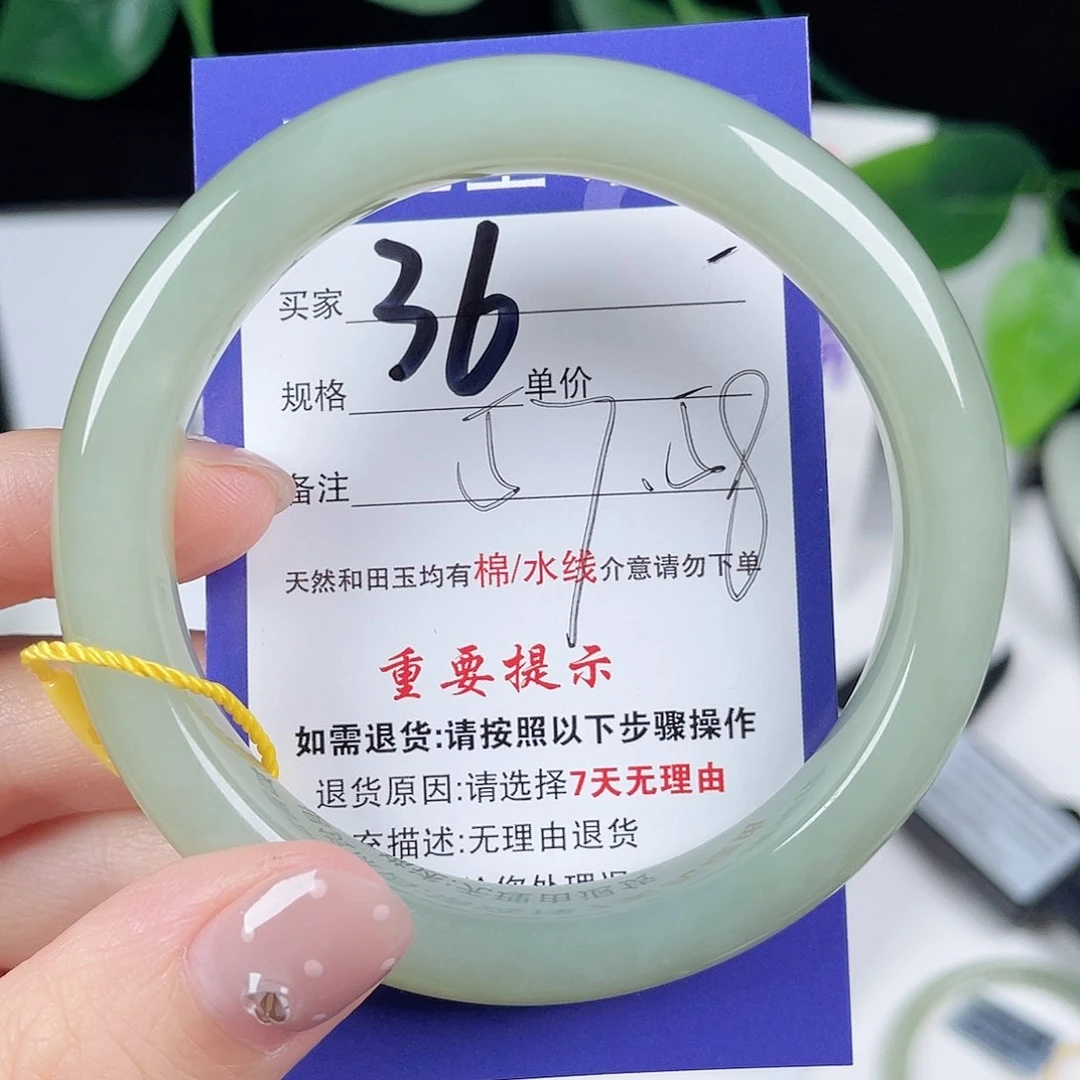 买家 36
规格 单价
57.58
备注
天然和田玉均有棉/水线介意请勿下单
重要提示
如需退货:请按照以下步骤操作
退货原因:请选择7天无理由
充描述:无理由退货